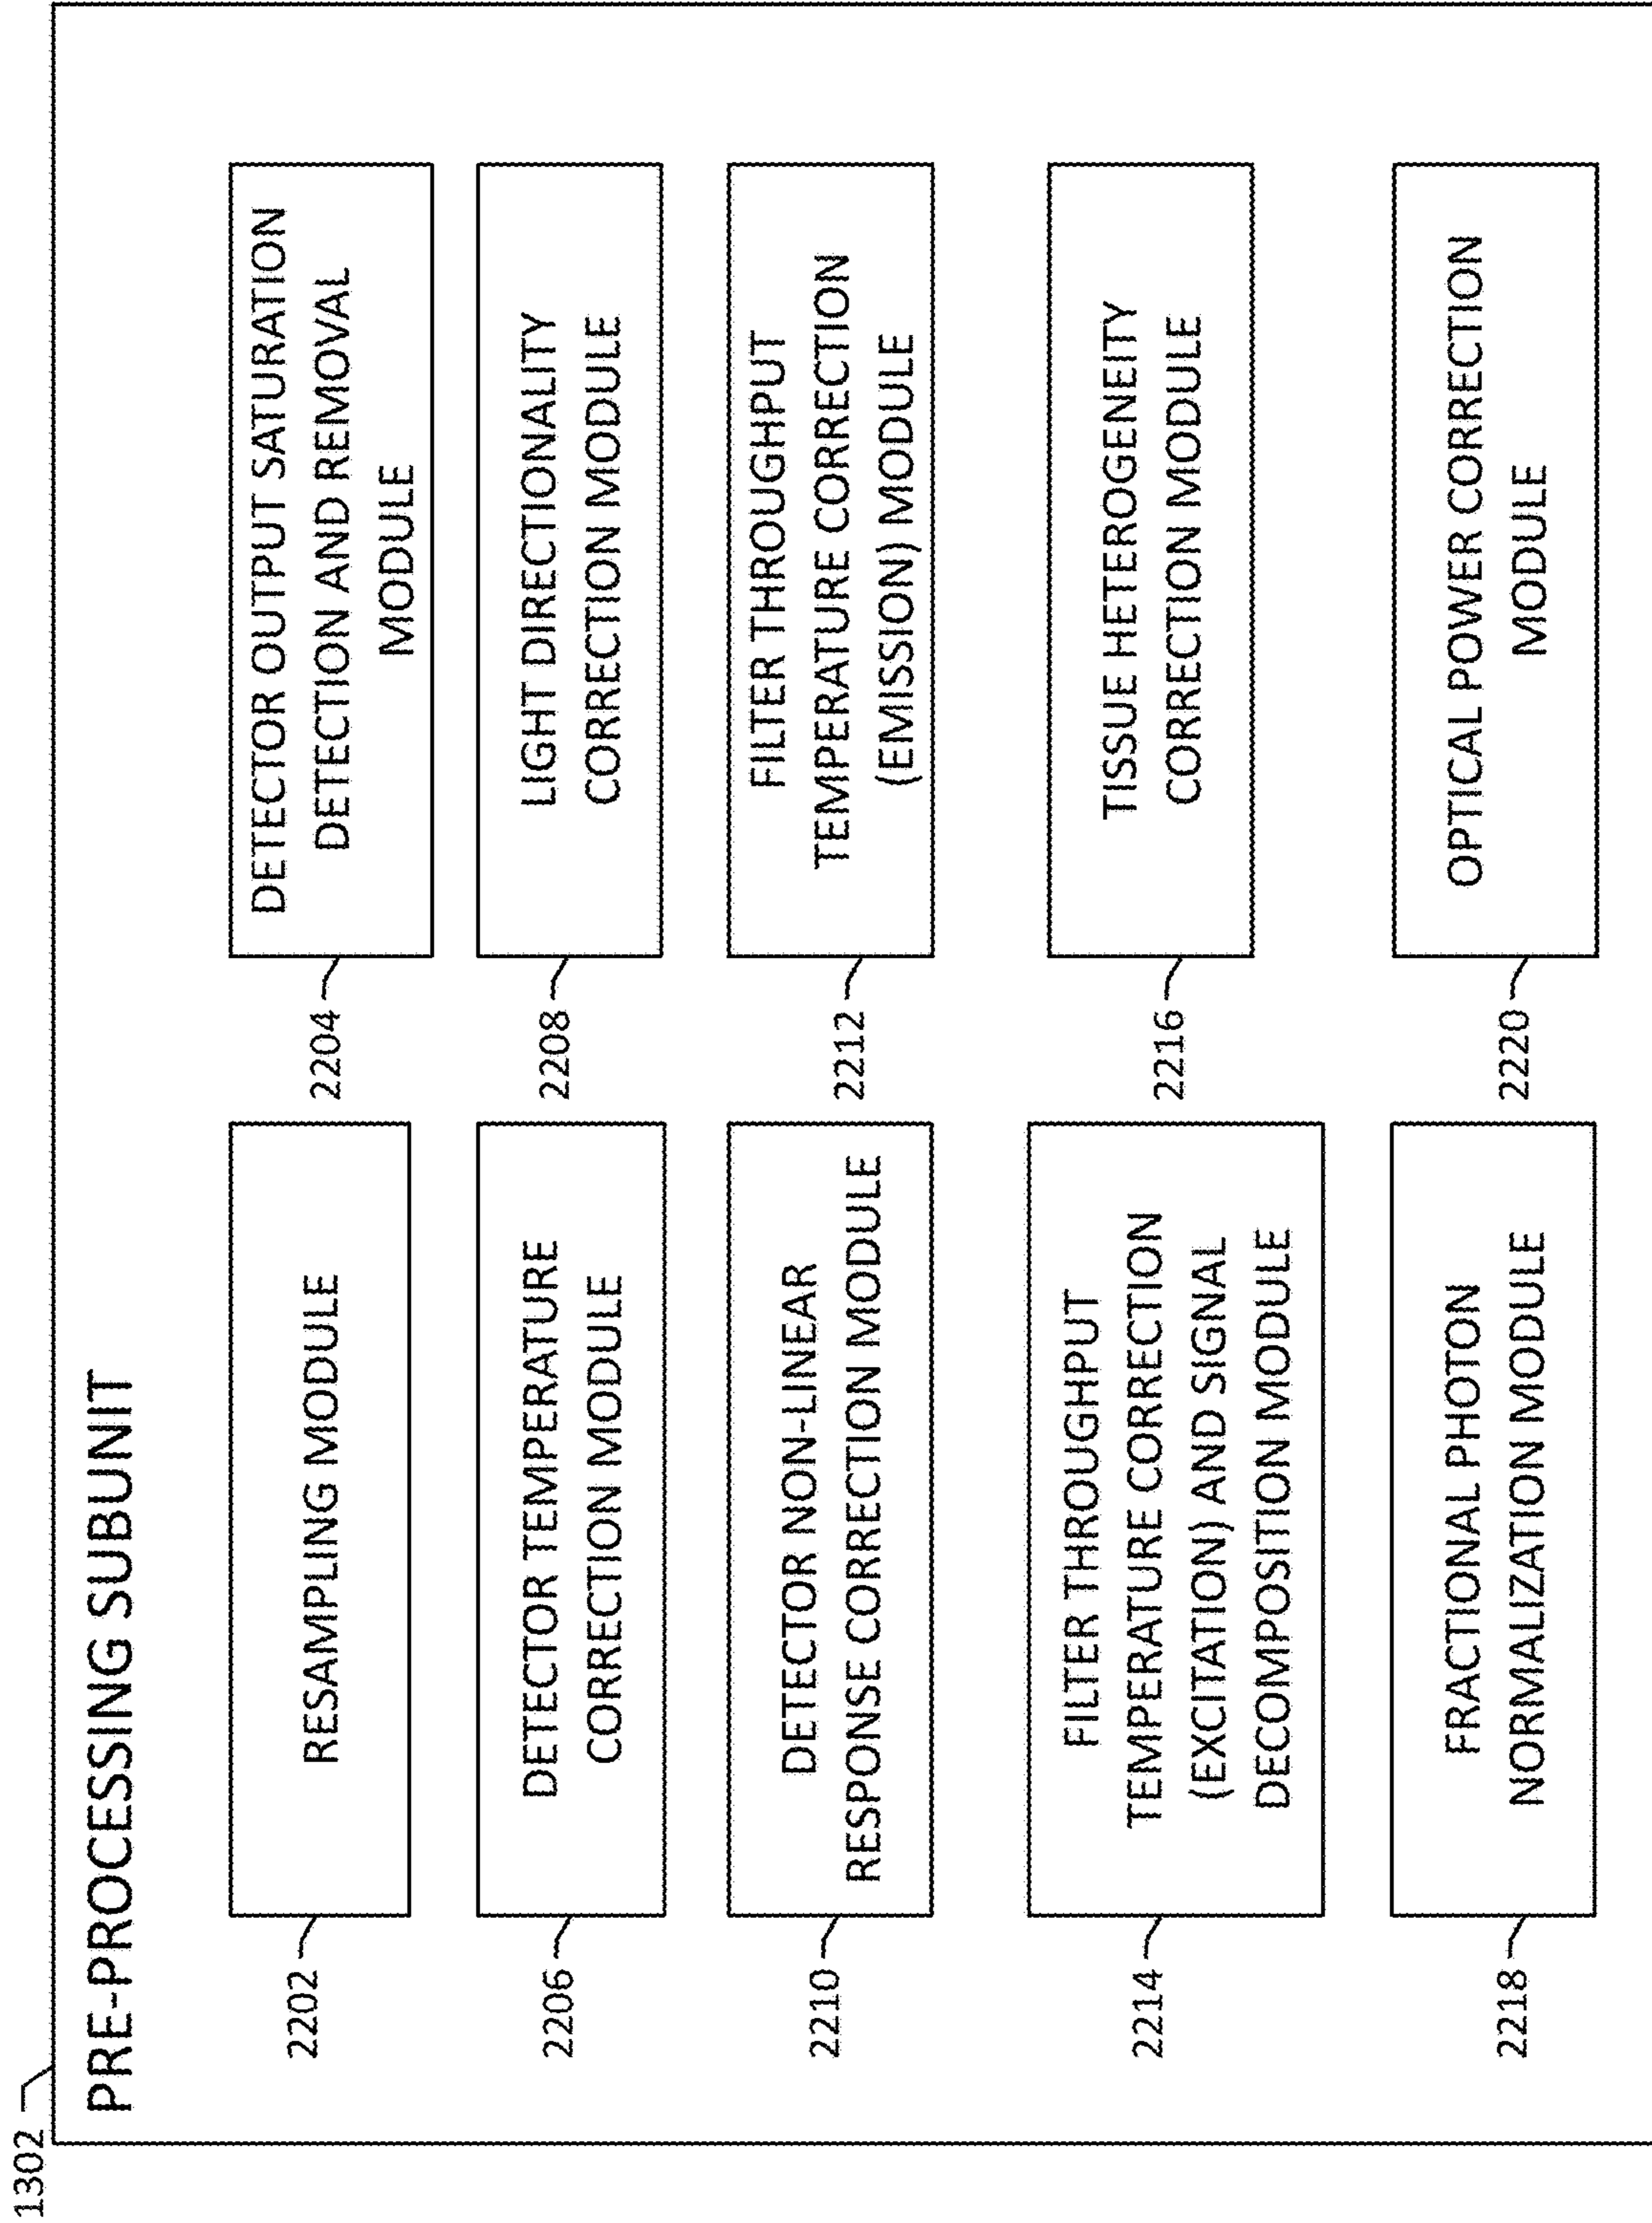 1302
PRE-PROCESSING SUBUNIT
2202
RESAMPLING MODULE
2204
DETECTOR OUTPUT SATURATION
DETECTION AND REMOVAL
MODULE
2206
DETECTOR TEMPERATURE
CORRECTION MODULE
2208
LIGHT DIRECTIONALITY
CORRECTION MODULE
2210
DETECTOR NON-LINEAR
RESPONSE CORRECTION MODULE
2212
FILTER THROUGHPUT
TEMPERATURE CORRECTION
(EMISSION) MODULE
2214
FILTER THROUGHPUT
TEMPERATURE CORRECTION
(EXCITATION) AND SIGNAL
DECOMPOSITION MODULE
2216
TISSUE HETEROGENEITY
CORRECTION MODULE
2218
FRACTIONAL PHOTON
NORMALIZATION MODULE
2220
OPTICAL POWER CORRECTION
MODULE